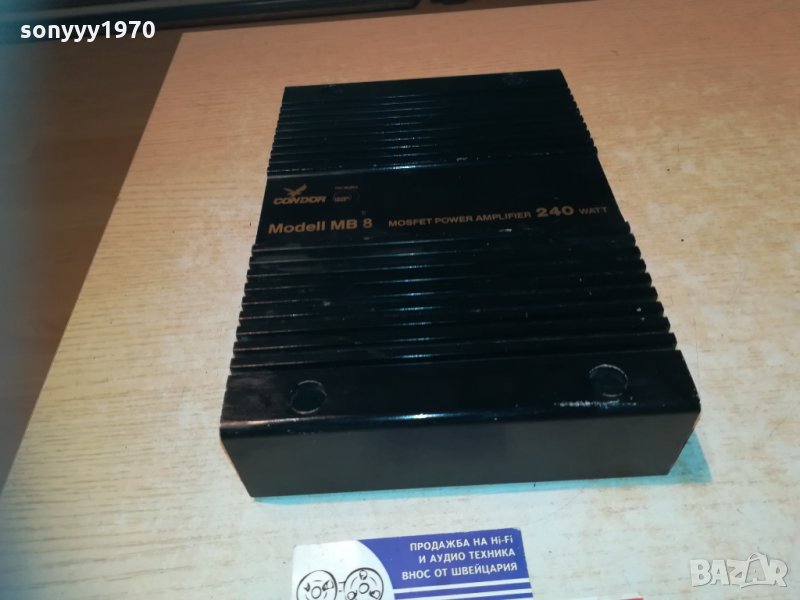 sonyyy1970
CONDOR
Modell MB 8 MOSFET POWER AMPLIFIER 240 WATT
ПРОДАЖБА НА Hi-Fi
И АУДИО ТЕХНИКА
ВНОС ОТ ШВЕЙЦАРИЯ
BAZAR